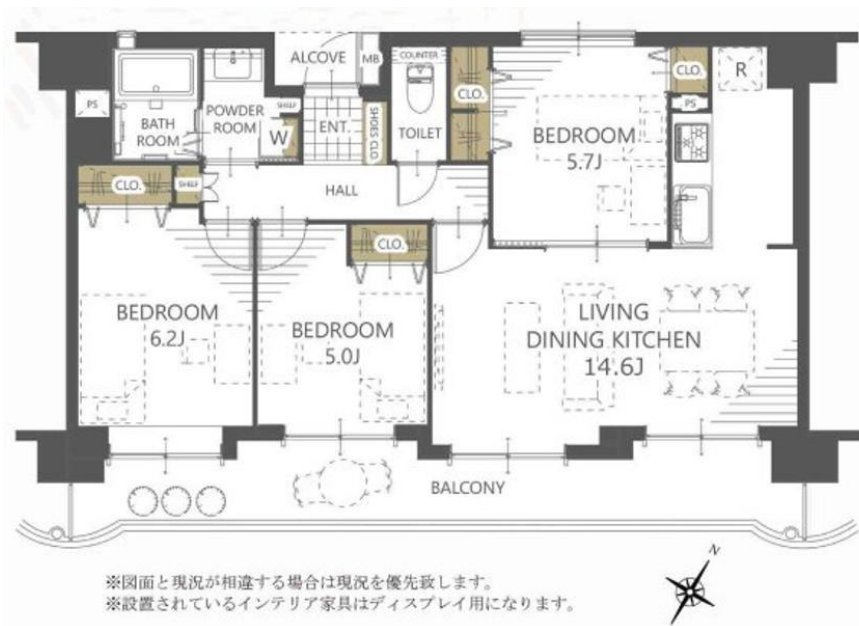 ALCOVE
MB
COUNTER
CLO.
CLO.
R
PS
PS
BATH
ROOM
POWDER
ROOM
SHELF
W
ENT.
SHOES CLO
TOILET
BEDROOM
5.7J
CLO.
SHELF
HALL
CLO.
BEDROOM
6.2J
BEDROOM
5.0J
LIVING
DINING KITCHEN
14.6J
BALCONY
N
※図面と現況が相違する場合は現況を優先致します。
※設置されているインテリア家具はディスプレイ用になります。